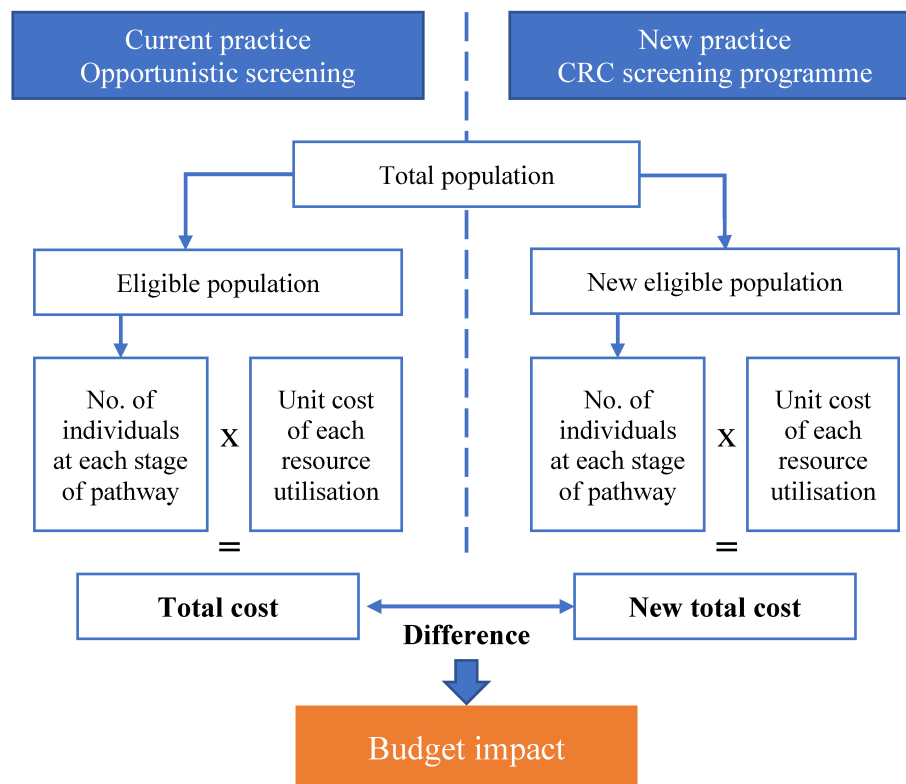 Current practice
Opportunistic screening
New practice
CRC screening programme
Total population
Eligible population
New eligible population
No. of
individuals
at each stage
of pathway
x
Unit cost
of each
resource
utilisation
=
No. of
individuals
at each stage
of pathway
x
Unit cost
of each
resource
utilisation
=
Total cost
New total cost
Difference
Budget impact